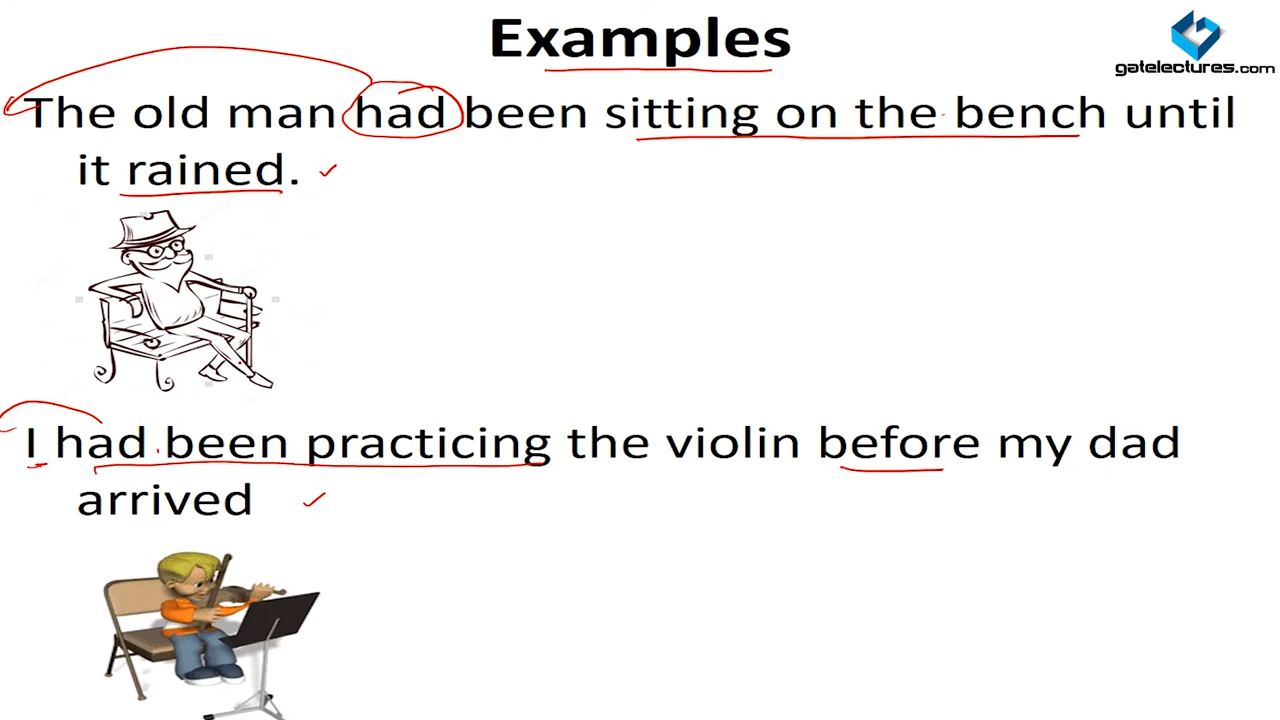 Examples
gatelectures.com
The old man had been sitting on the bench until
it rained.
I had been practicing the violin before my dad
arrived